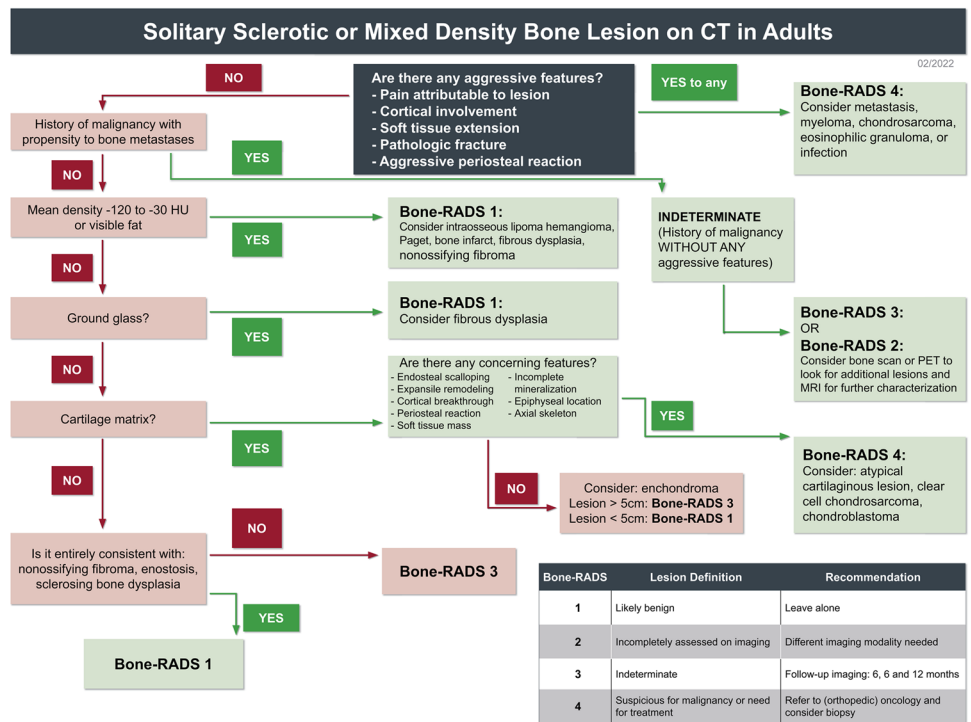 Solitary Sclerotic or Mixed Density Bone Lesion on CT in Adults
02/2022
NO
Are there any aggressive features?
- Pain attributable to lesion
- Cortical involvement
- Soft tissue extension
- Pathologic fracture
- Aggressive periosteal reaction
YES to any
Bone-RADS 4:
Consider metastasis,
myeloma, chondrosarcoma,
eosinophilic granuloma, or
infection
History of malignancy with
propensity to bone metastases
YES
NO
Mean density -120 to -30 HU
or visible fat
YES
Bone-RADS 1:
Consider intraosseous lipoma hemangioma,
Paget, bone infarct, fibrous dysplasia,
nonossifying fibroma
INDETERMINATE
(History of malignancy
WITHOUT ANY
aggressive features)
NO
Ground glass?
YES
Bone-RADS 1:
Consider fibrous dysplasia
Bone-RADS 3:
OR
Bone-RADS 2:
Consider bone scan or PET to
look for additional lesions and
MRI for further characterization
NO
Cartilage matrix?
YES
Are there any concerning features?
- Endosteal scalloping
- Expansile remodeling
- Cortical breakthrough
- Periosteal reaction
- Soft tissue mass
- Incomplete
mineralization
- Epiphyseal location
- Axial skeleton
YES
Bone-RADS 4:
Consider: atypical
cartilaginous lesion, clear
cell chondrosarcoma,
chondroblastoma
NO
Consider: enchondroma
Lesion > 5cm: Bone-RADS 3
Lesion < 5cm: Bone-RADS 1
NO
Is it entirely consistent with:
nonossifying fibroma, enostosis,
sclerosing bone dysplasia
NO
Bone-RADS 3
YES
Bone-RADS 1
Bone-RADS Lesion Definition Recommendation
1 Likely benign Leave alone
2 Incompletely assessed on imaging Different imaging modality needed
3 Indeterminate Follow-up imaging: 6, 6 and 12 months
4 Suspicious for malignancy or need for treatment Refer to (orthopedic) oncology and consider biopsy